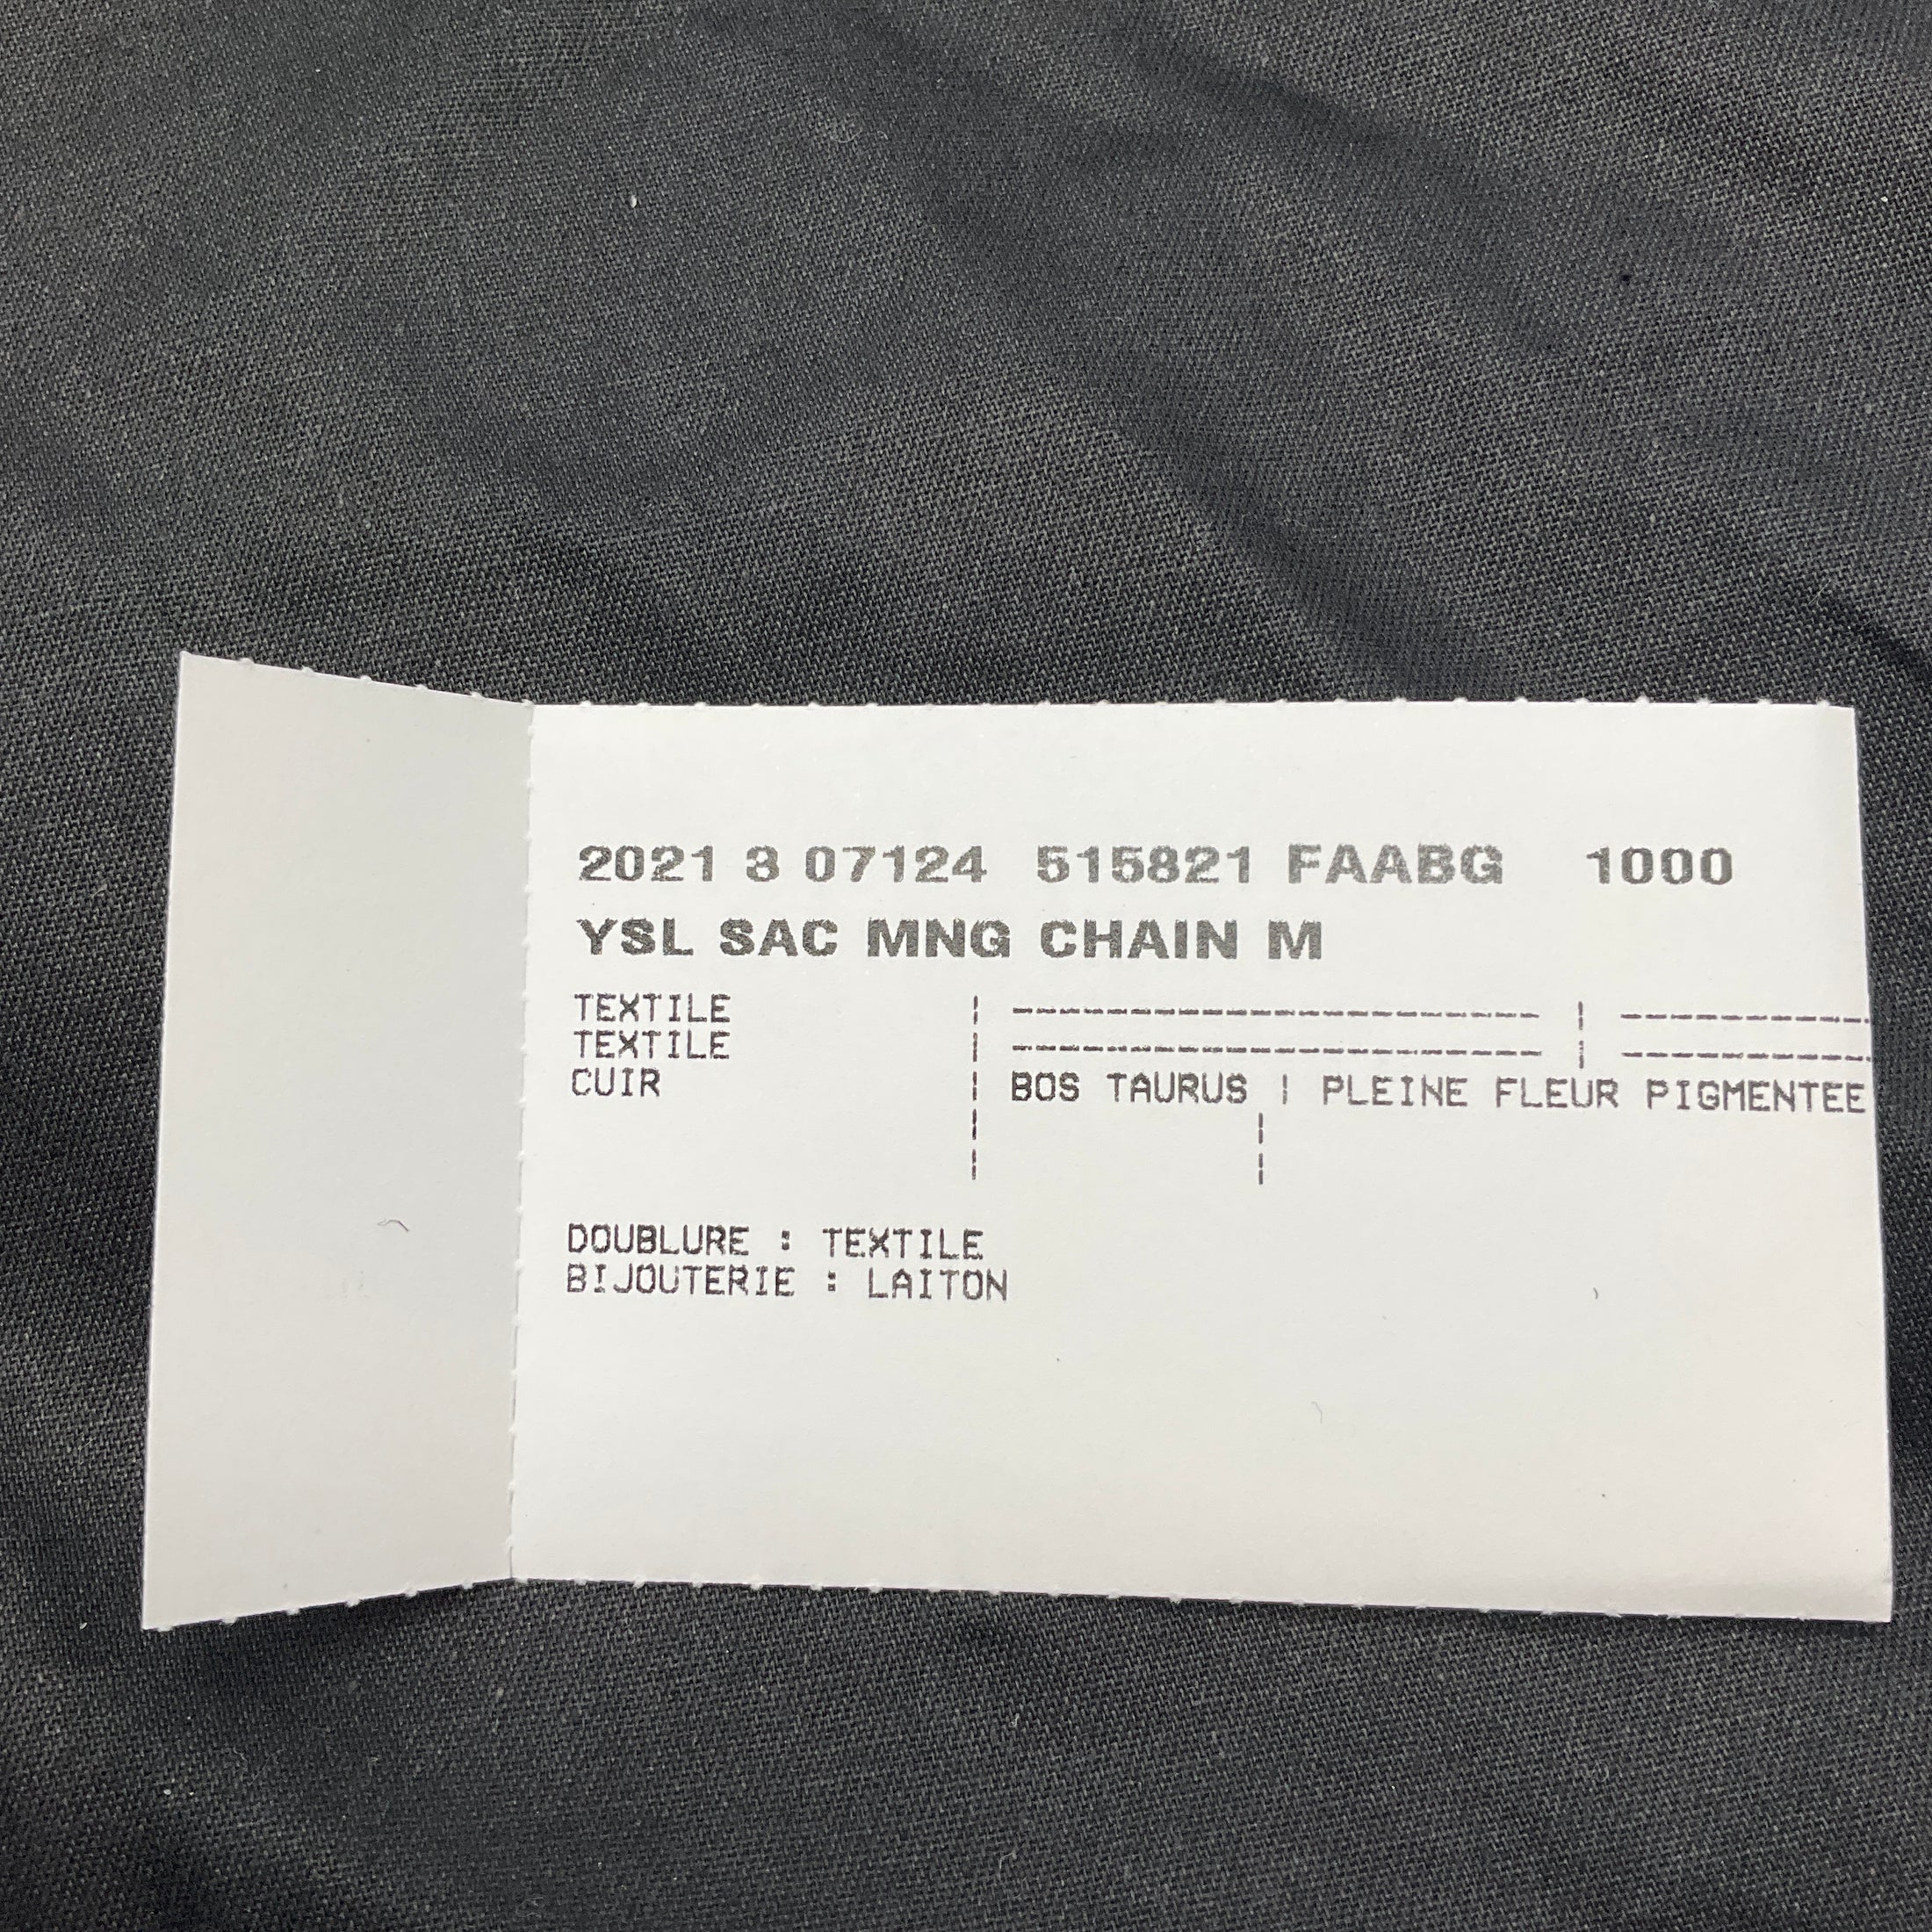 2021 3 07124 515821 FAABG 1000
YSL SAC MNG CHAIN M
TEXTILE
TEXTILE
CUIR | BOS TAURUS | PLEINE FLEUR PIGMENTEE
DOUBLURE : TEXTILE
BIJOUTERIE : LAITON